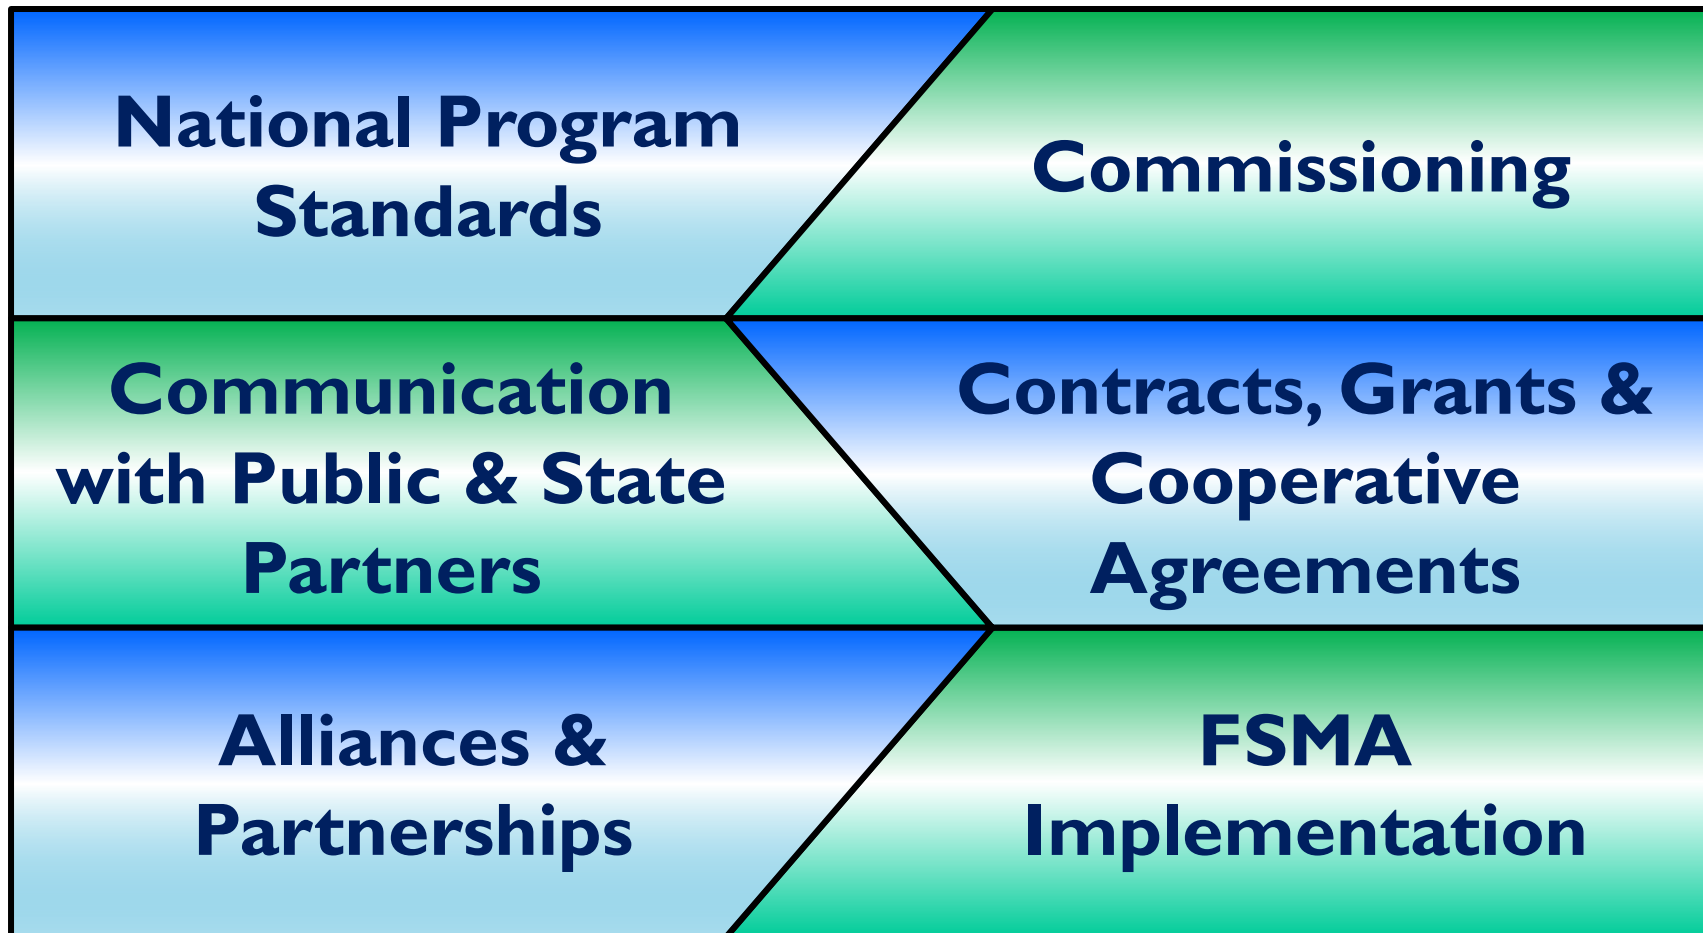 National Program
Standards
Commissioning
Communication
with Public & State
Partners
Contracts, Grants &
Cooperative
Agreements
Alliances &
Partnerships
FSMA
Implementation